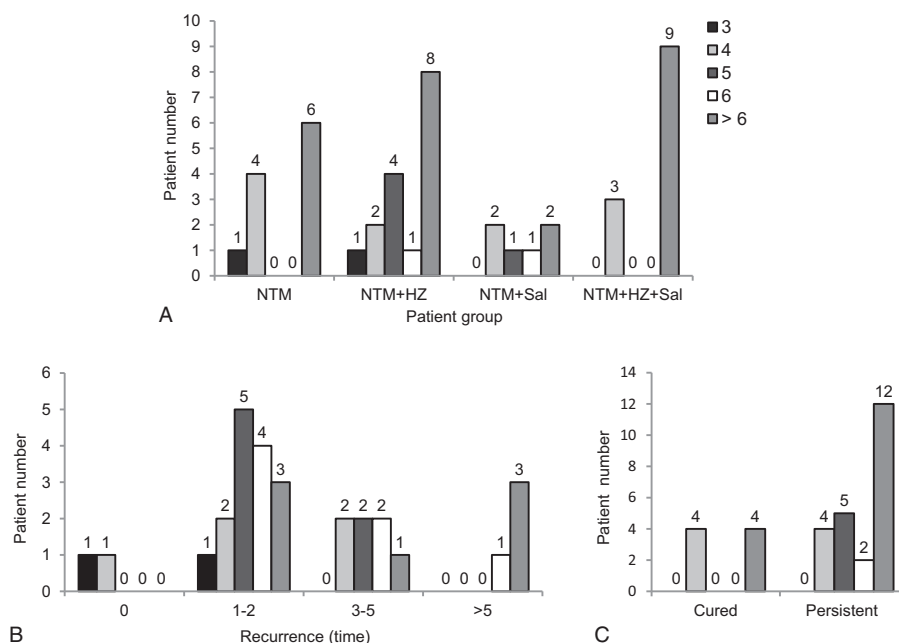 10
9
8
7
6
5
4
3
2
1
0
Patient number
1 4 0 0 6
1 2 4 1 8
0 2 1 1 2
0 3 0 0 9
NTM NTM+HZ NTM+Sal NTM+HZ+Sal
Patient group
A
3
4
5
6
> 6
6
5
4
3
2
1
0
Patient number
1 1 0 0 0
1 2 5 4 3
0 2 2 2 1
0 0 0 1 3
0 1-2 3-5 >5
Recurrence (time)
B
14
12
10
8
6
4
2
0
Patient number
0 4 0 0 4
0 4 5 2 12
Cured Persistent
C